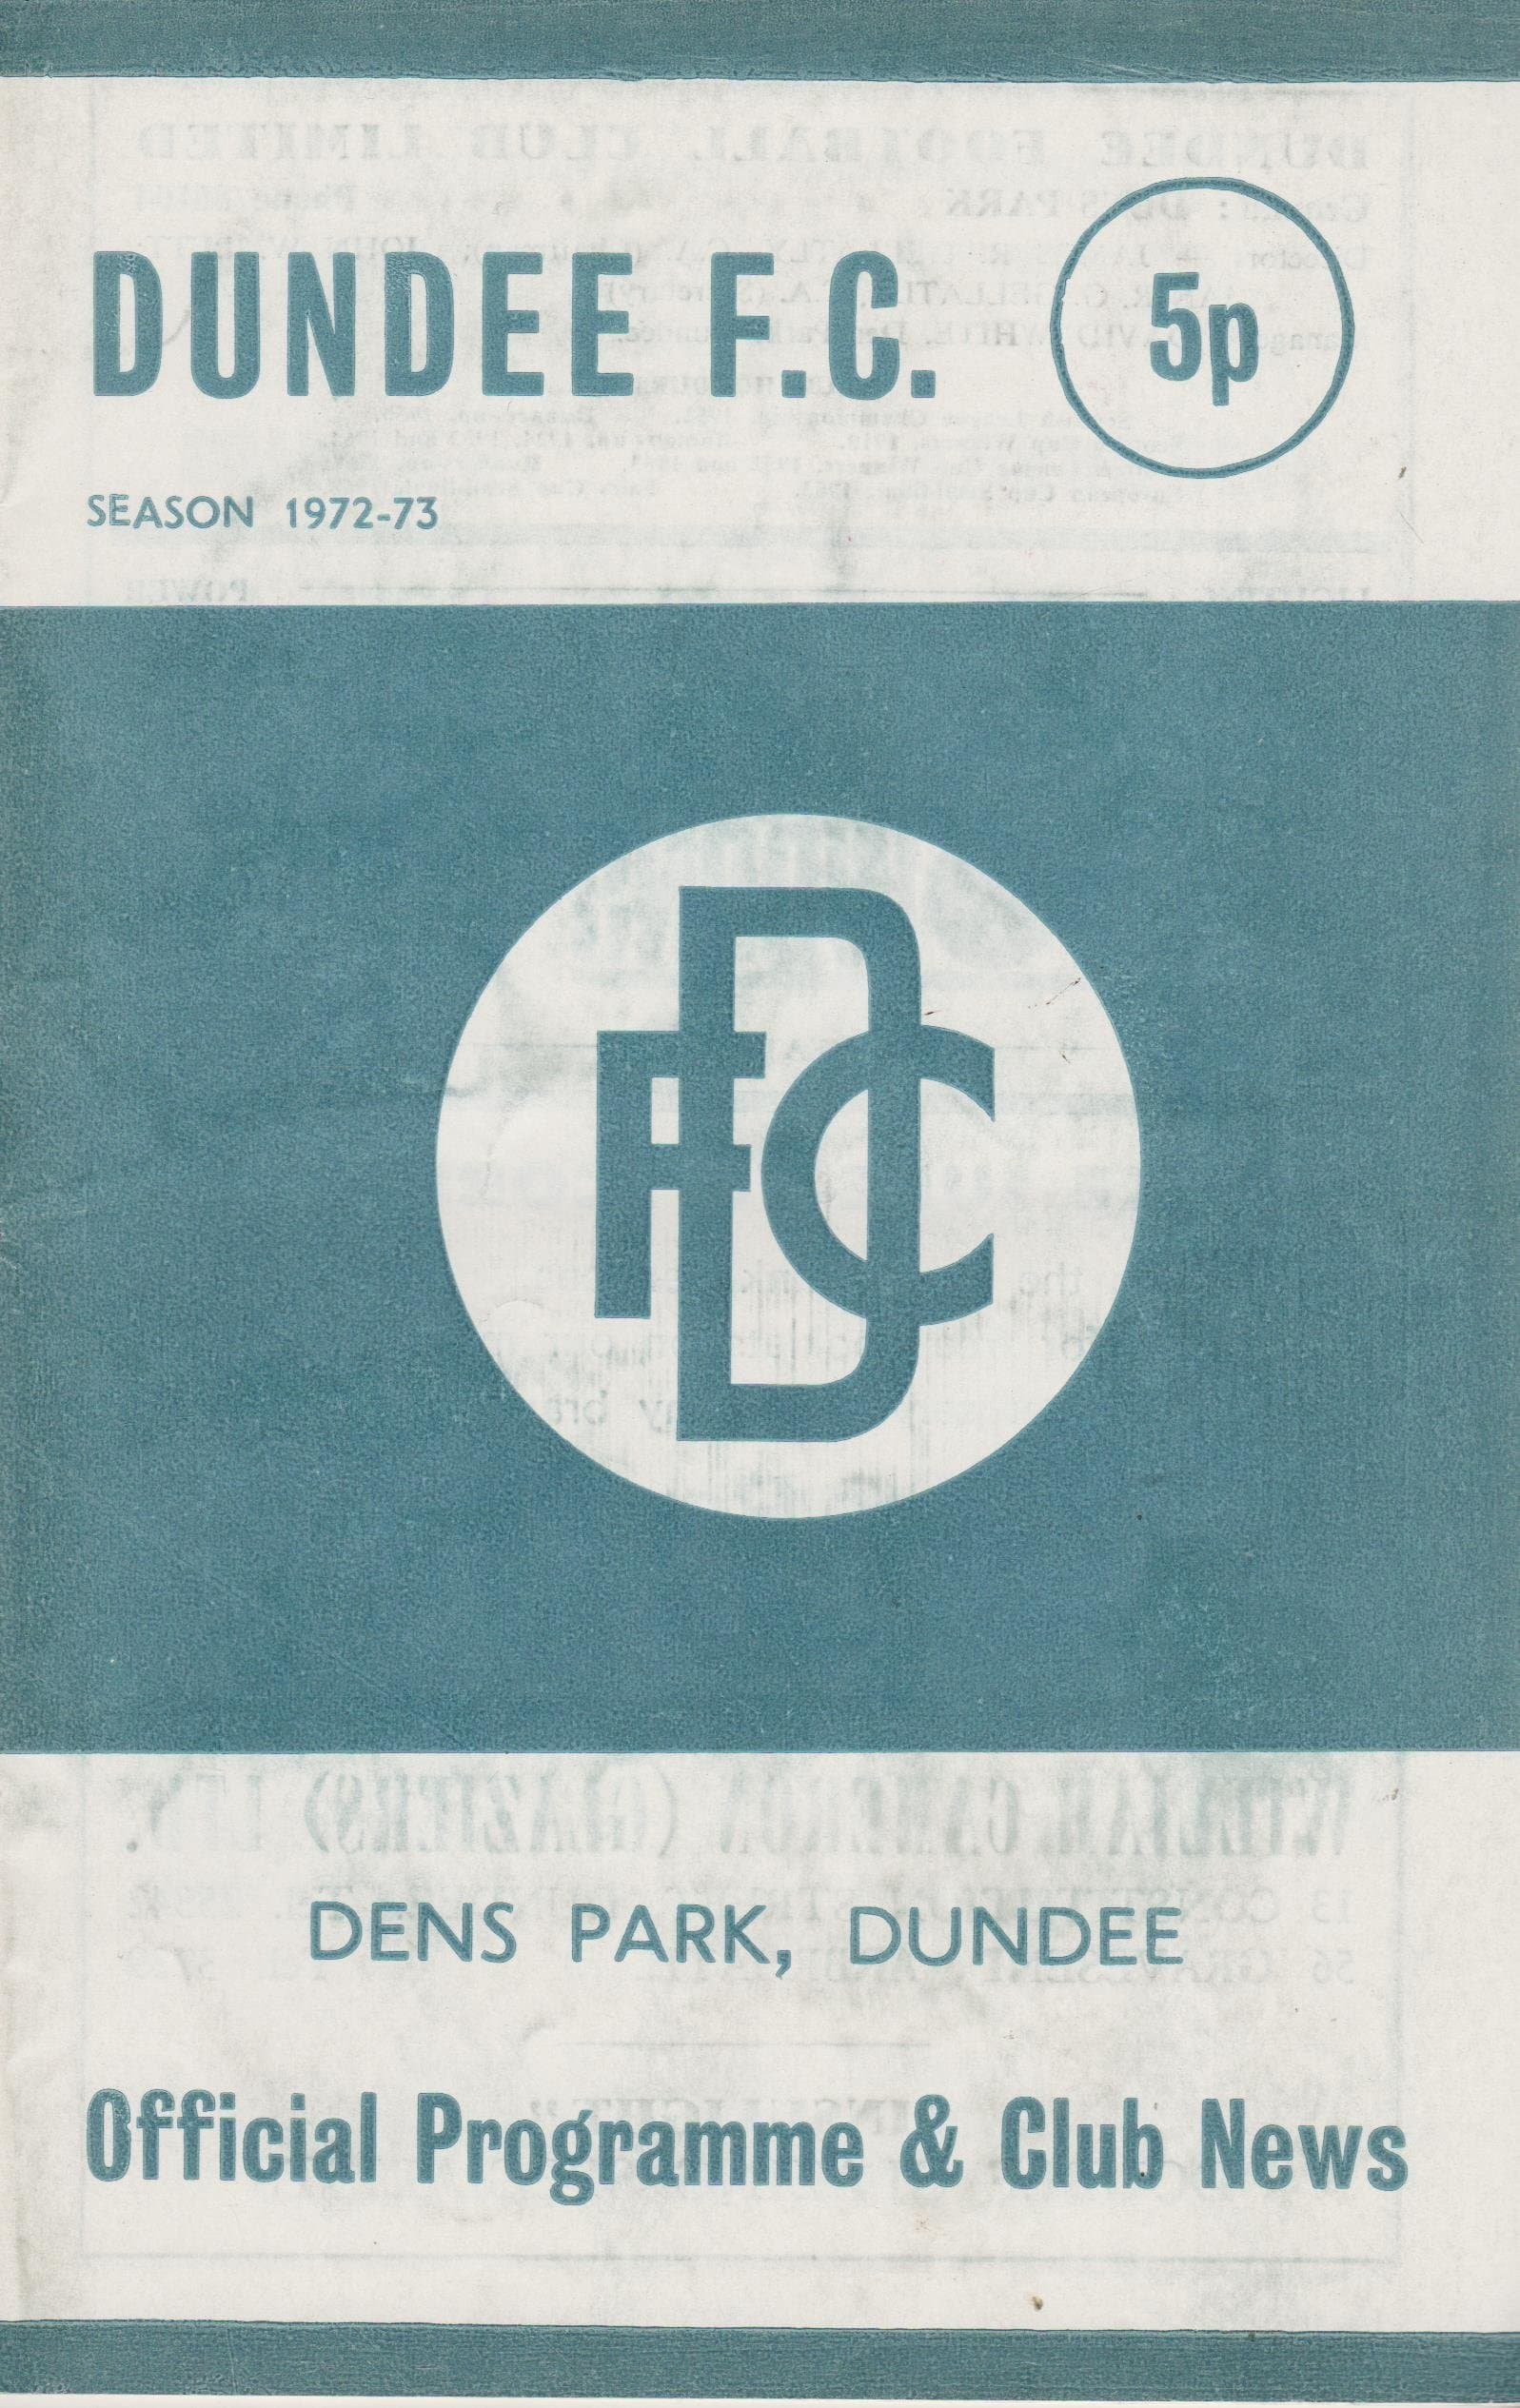 DUNDEE F.C.
5p
SEASON 1972-73
DFC
DENS PARK, DUNDEE
Official Programme & Club News